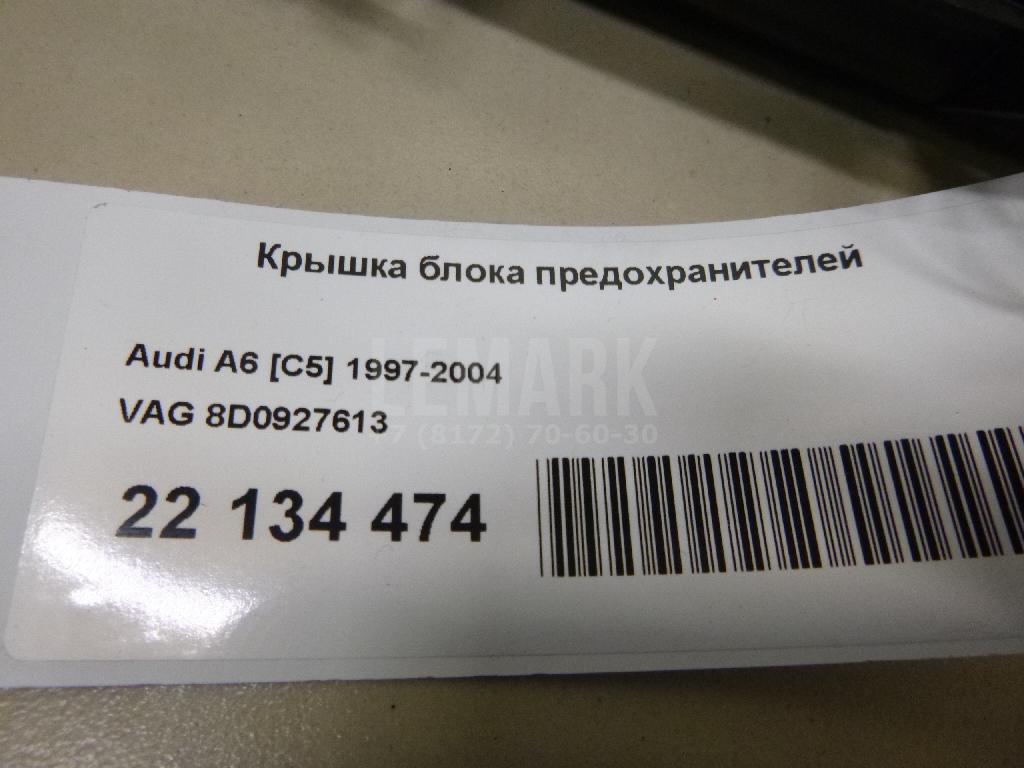 Крышка блока предохранителей
Audi A6 [C5] 1997-2004
VAG 8D0927613
22 134 474
LEMARK
+7 (8172) 70-60-30